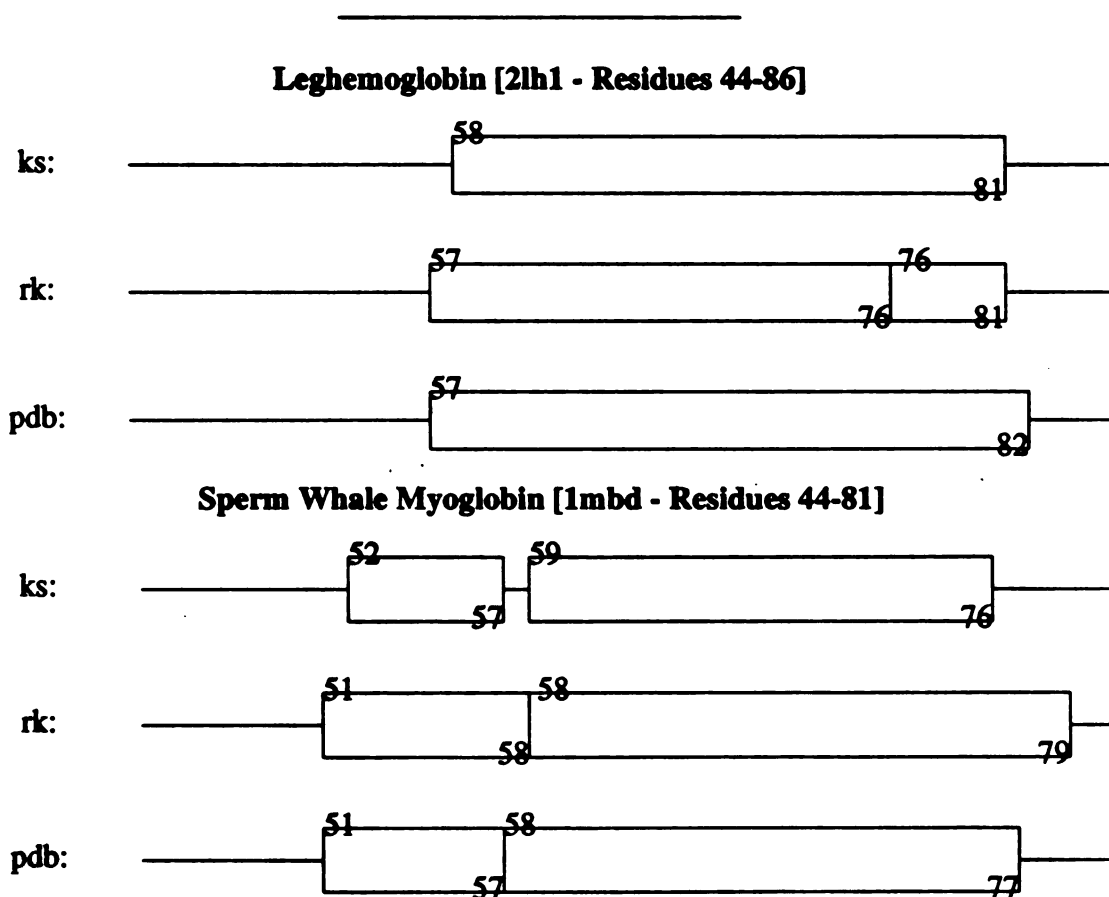 Leghemoglobin [2lh1 - Residues 44-86]
ks:
58
81
rk:
57
76
76
81
pdb:
57
82
Sperm Whale Myoglobin [1mbd - Residues 44-81]
ks:
52
59
57
76
rk:
51
58
58
79
pdb:
51
58
57
77